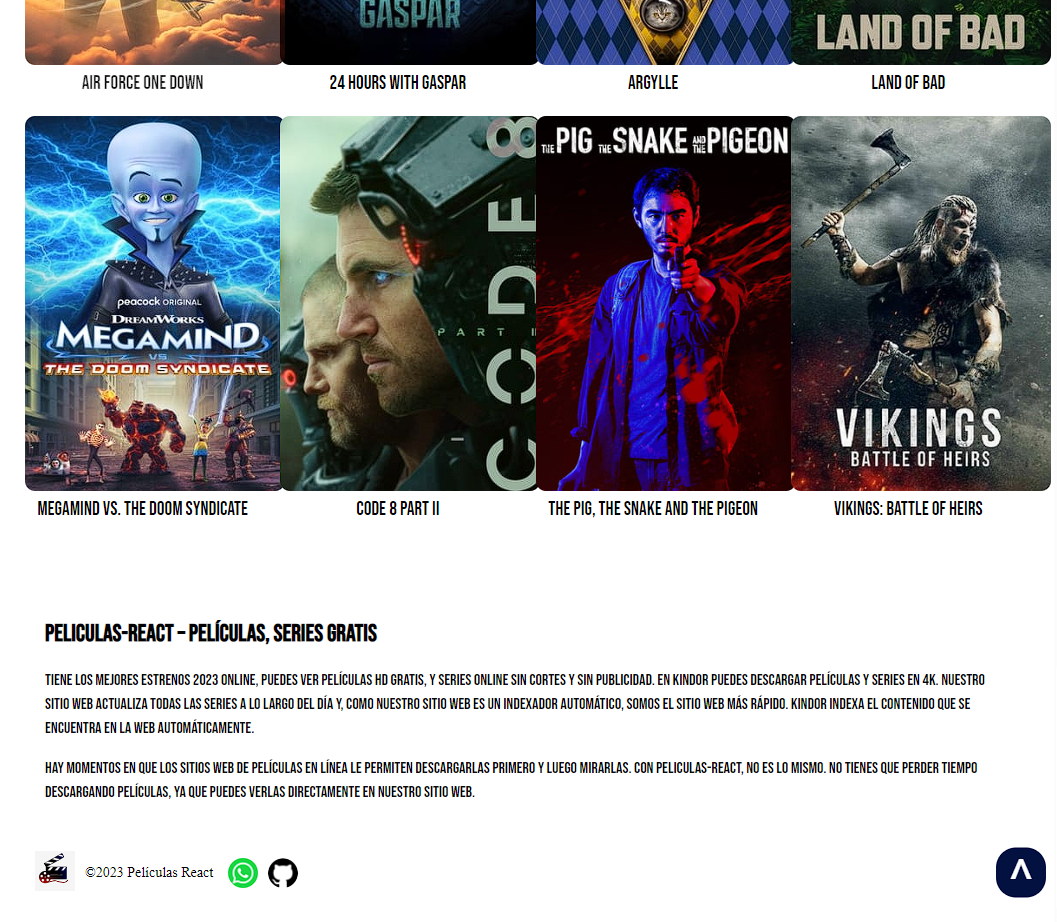 GASPAR
LAND OF BAD
AIR FORCE ONE DOWN
24 HOURS WITH GASPAR
ARGYLLE
LAND OF BAD
peacock ORIGINAL
DREAMWORKS
MEGAMIND
VS
THE DOOM SYNDICATE
CODE 8
PART II
THE PIG THE SNAKE AND THE PIGEON
VIKINGS
BATTLE OF HEIRS
MEGAMIND VS. THE DOOM SYNDICATE
CODE 8 PART II
THE PIG, THE SNAKE AND THE PIGEON
VIKINGS: BATTLE OF HEIRS
PELICULAS-REACT – PELÍCULAS, SERIES GRATIS
TIENE LOS MEJORES ESTRENOS 2023 ONLINE, PUEDES VER PELÍCULAS HD GRATIS, Y SERIES ONLINE SIN CORTES Y SIN PUBLICIDAD. EN KINDOR PUEDES DESCARGAR PELÍCULAS Y SERIES EN 4K. NUESTRO
SITIO WEB ACTUALIZA TODAS LAS SERIES A LO LARGO DEL DÍA Y, COMO NUESTRO SITIO WEB ES UN INDEXADOR AUTOMÁTICO, SOMOS EL SITIO WEB MÁS RÁPIDO. KINDOR INDEXA EL CONTENIDO QUE SE
ENCUENTRA EN LA WEB AUTOMÁTICAMENTE.
HAY MOMENTOS EN QUE LOS SITIOS WEB DE PELÍCULAS EN LÍNEA LE PERMITEN DESCARGARLAS PRIMERO Y LUEGO MIRARLAS. CON PELICULAS-REACT, NO ES LO MISMO. NO TIENES QUE PERDER TIEMPO
DESCARGANDO PELÍCULAS, YA QUE PUEDES VERLAS DIRECTAMENTE EN NUESTRO SITIO WEB.
©2023 Peliculas React